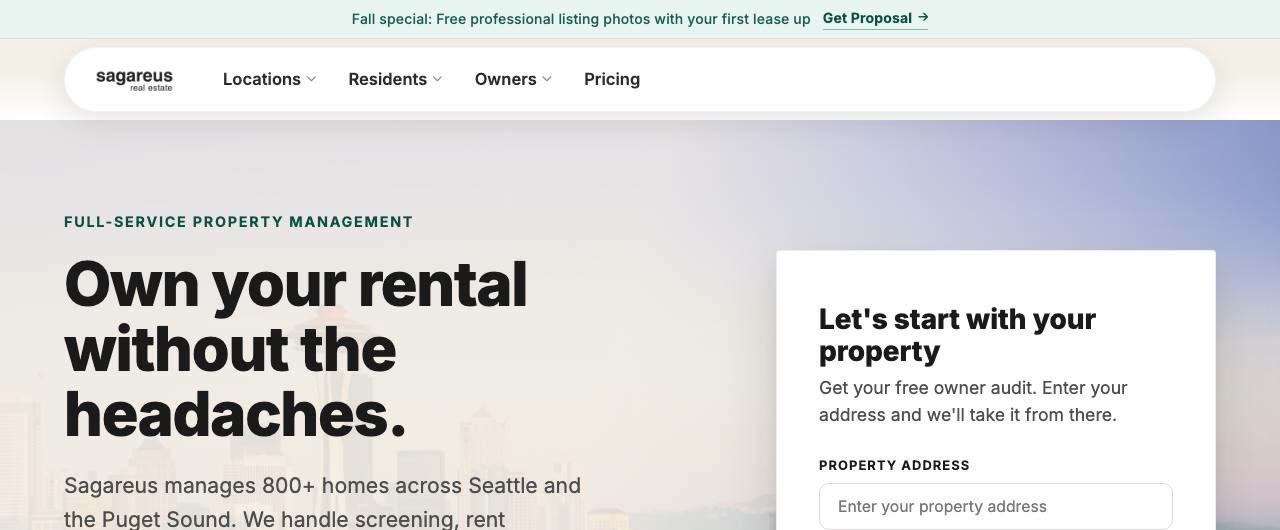 Fall special: Free professional listing photos with your first lease up Get Proposal →
sagareus
real estate
Locations Residents Owners Pricing
FULL-SERVICE PROPERTY MANAGEMENT
Own your rental
without the
headaches.
Sagareus manages 800+ homes across Seattle and
the Puget Sound. We handle screening, rent
Let's start with your
property
Get your free owner audit. Enter your
address and we'll take it from there.
PROPERTY ADDRESS
Enter your property address